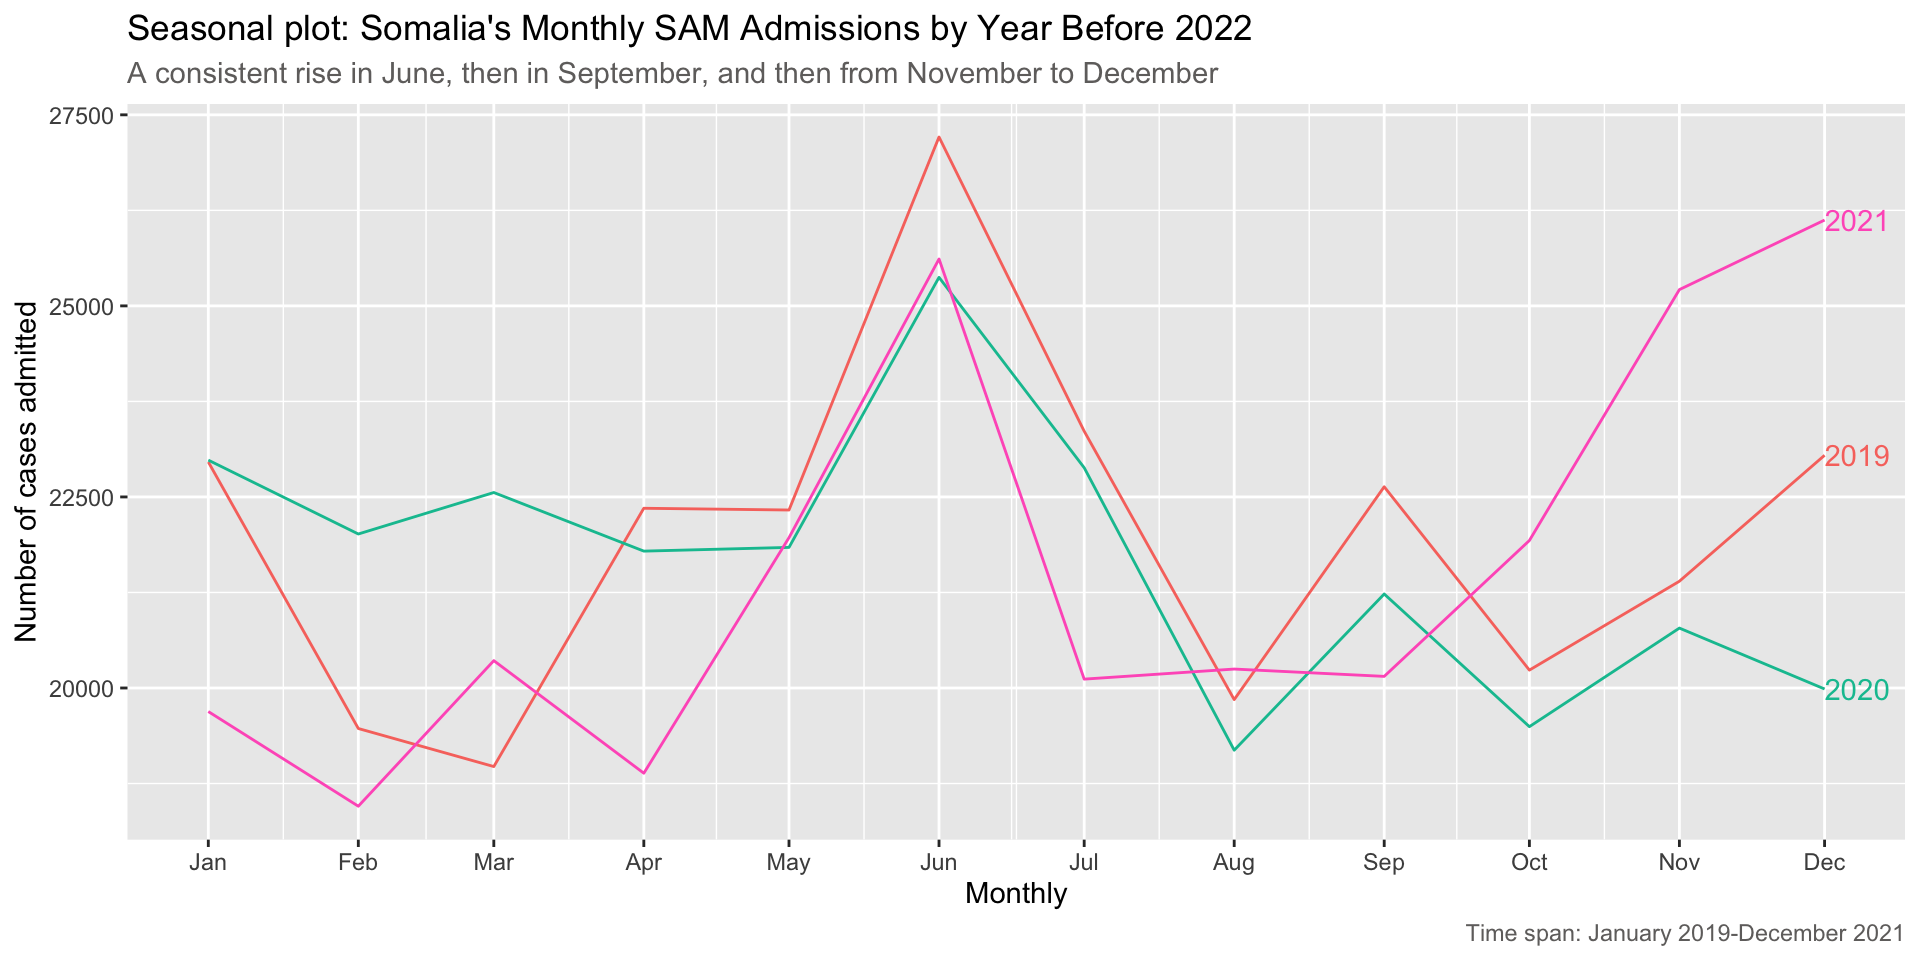 Seasonal plot: Somalia's Monthly SAM Admissions by Year Before 2022
A consistent rise in June, then in September, and then from November to December
Number of cases admitted
27500
25000
22500
20000
2021
2019
2020
Jan Feb Mar Apr May Jun Jul Aug Sep Oct Nov Dec
Monthly
Time span: January 2019-December 2021